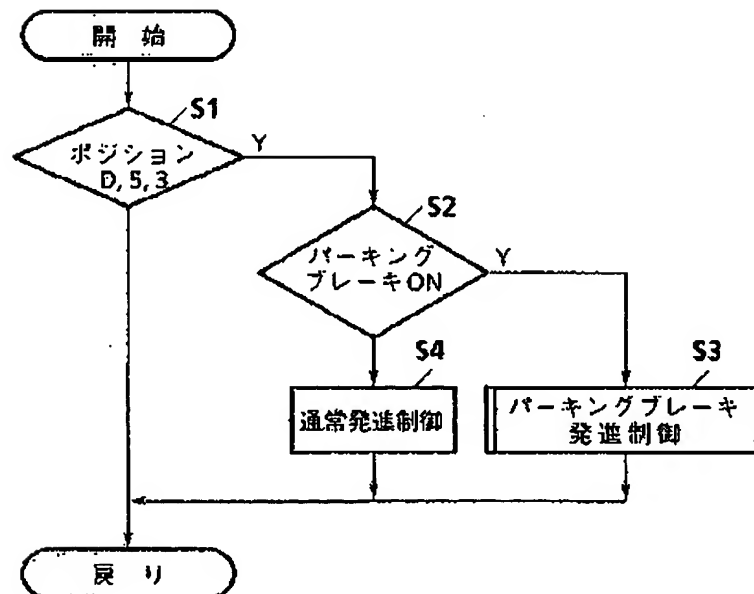 開始
S1
ポジション
D,5,3
Y
S2
パーキング
ブレーキON
Y
S4
通常発進制御
S3
パーキングブレーキ
発進制御
戻り